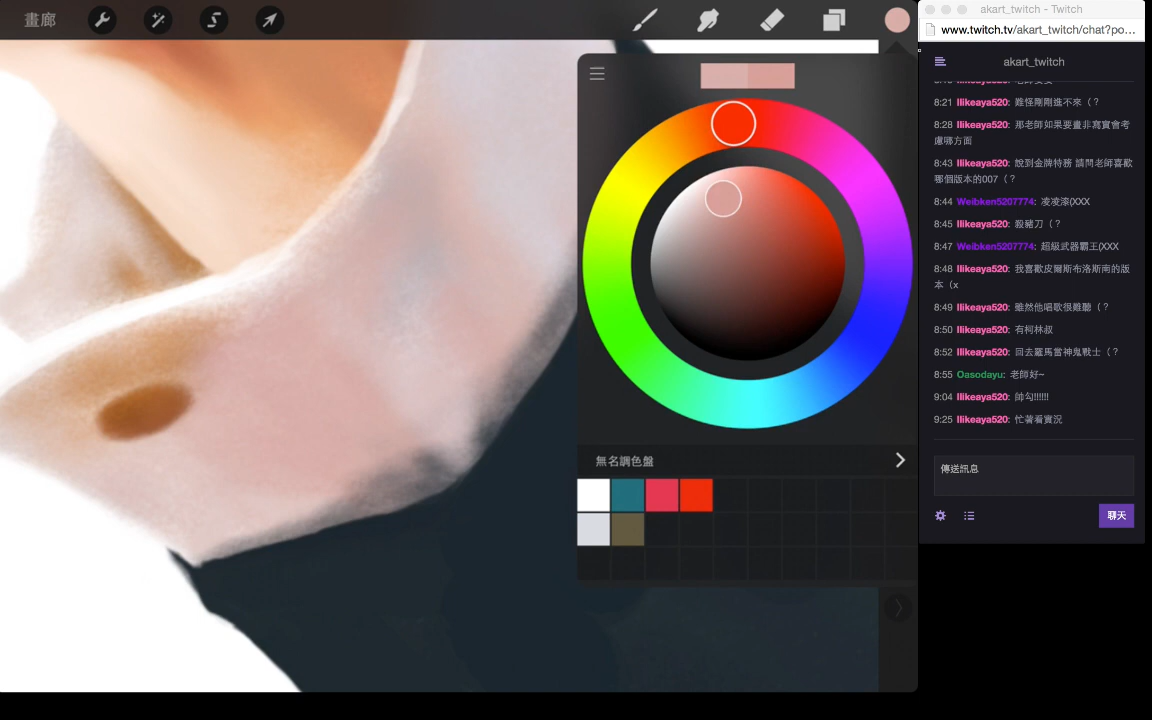 畫廊
akart_twitch - Twitch
www.twitch.tv/akart_twitch/chat?po...
akart_twitch
8:21 llikeaya520: 難怪剛剛進不來（？
8:28 llikeaya520: 那老師如果要畫非寫實會考
慮哪方面
8:43 llikeaya520: 說到金牌特務 請問老師喜歡
哪個版本的007（？
8:44 Weibken5207774: 凌凌漆(XXX
8:45 llikeaya520: 殺豬刀（？
8:47 Weibken5207774: 超級武器霸王(XXX
8:48 llikeaya520: 我喜歡皮爾斯布洛斯南的版
本（x
8:49 llikeaya520: 雖然他唱歌很難聽（？
8:50 llikeaya520: 有柯林叔
8:52 llikeaya520: 回去羅馬當神鬼戰士（？
8:55 Oasodayu: 老師好~
9:04 llikeaya520: 帥勾!!!!!!
9:25 llikeaya520: 忙著看實況
無名調色盤
傳送訊息
聊天